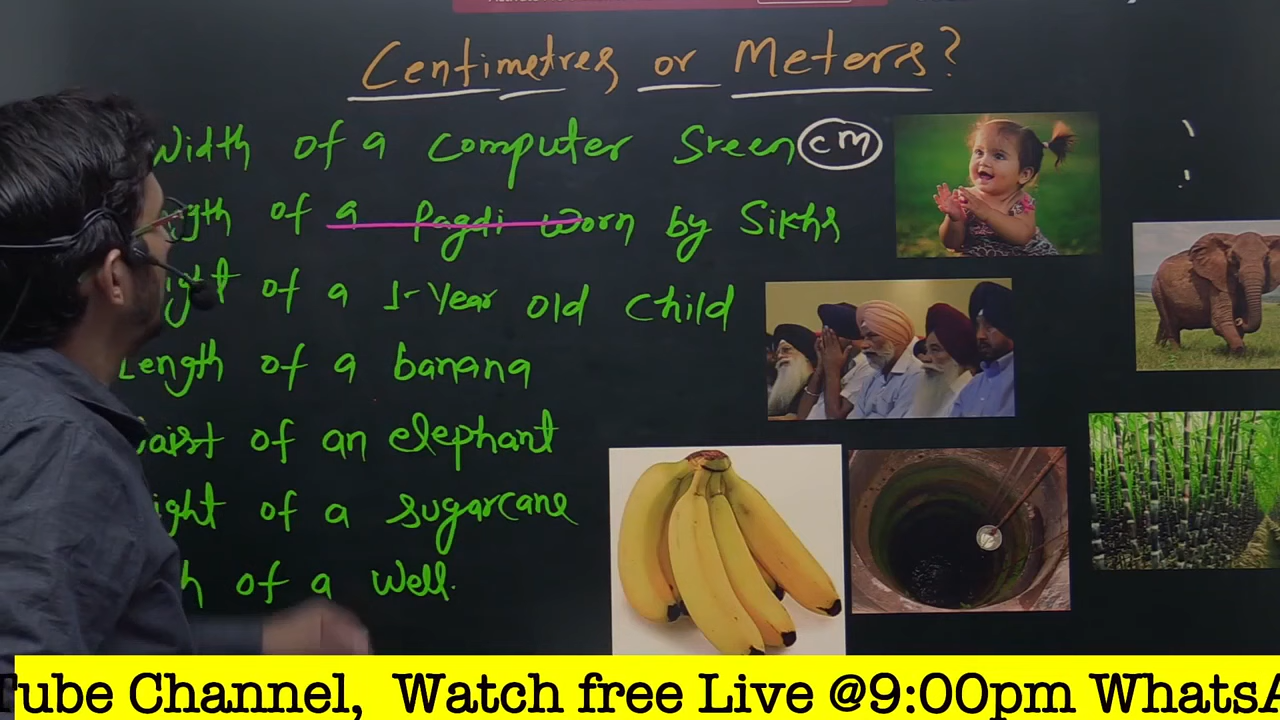 Centimetres or Meters?
Width of a Computer Sreen cm
of a Pagdi Worn by Sikhs
of a 1-Year old Child
Length of a banana
of an elephant
of a sugarcane
of a Well.
Tube Channel, Watch free Live @9:00pm